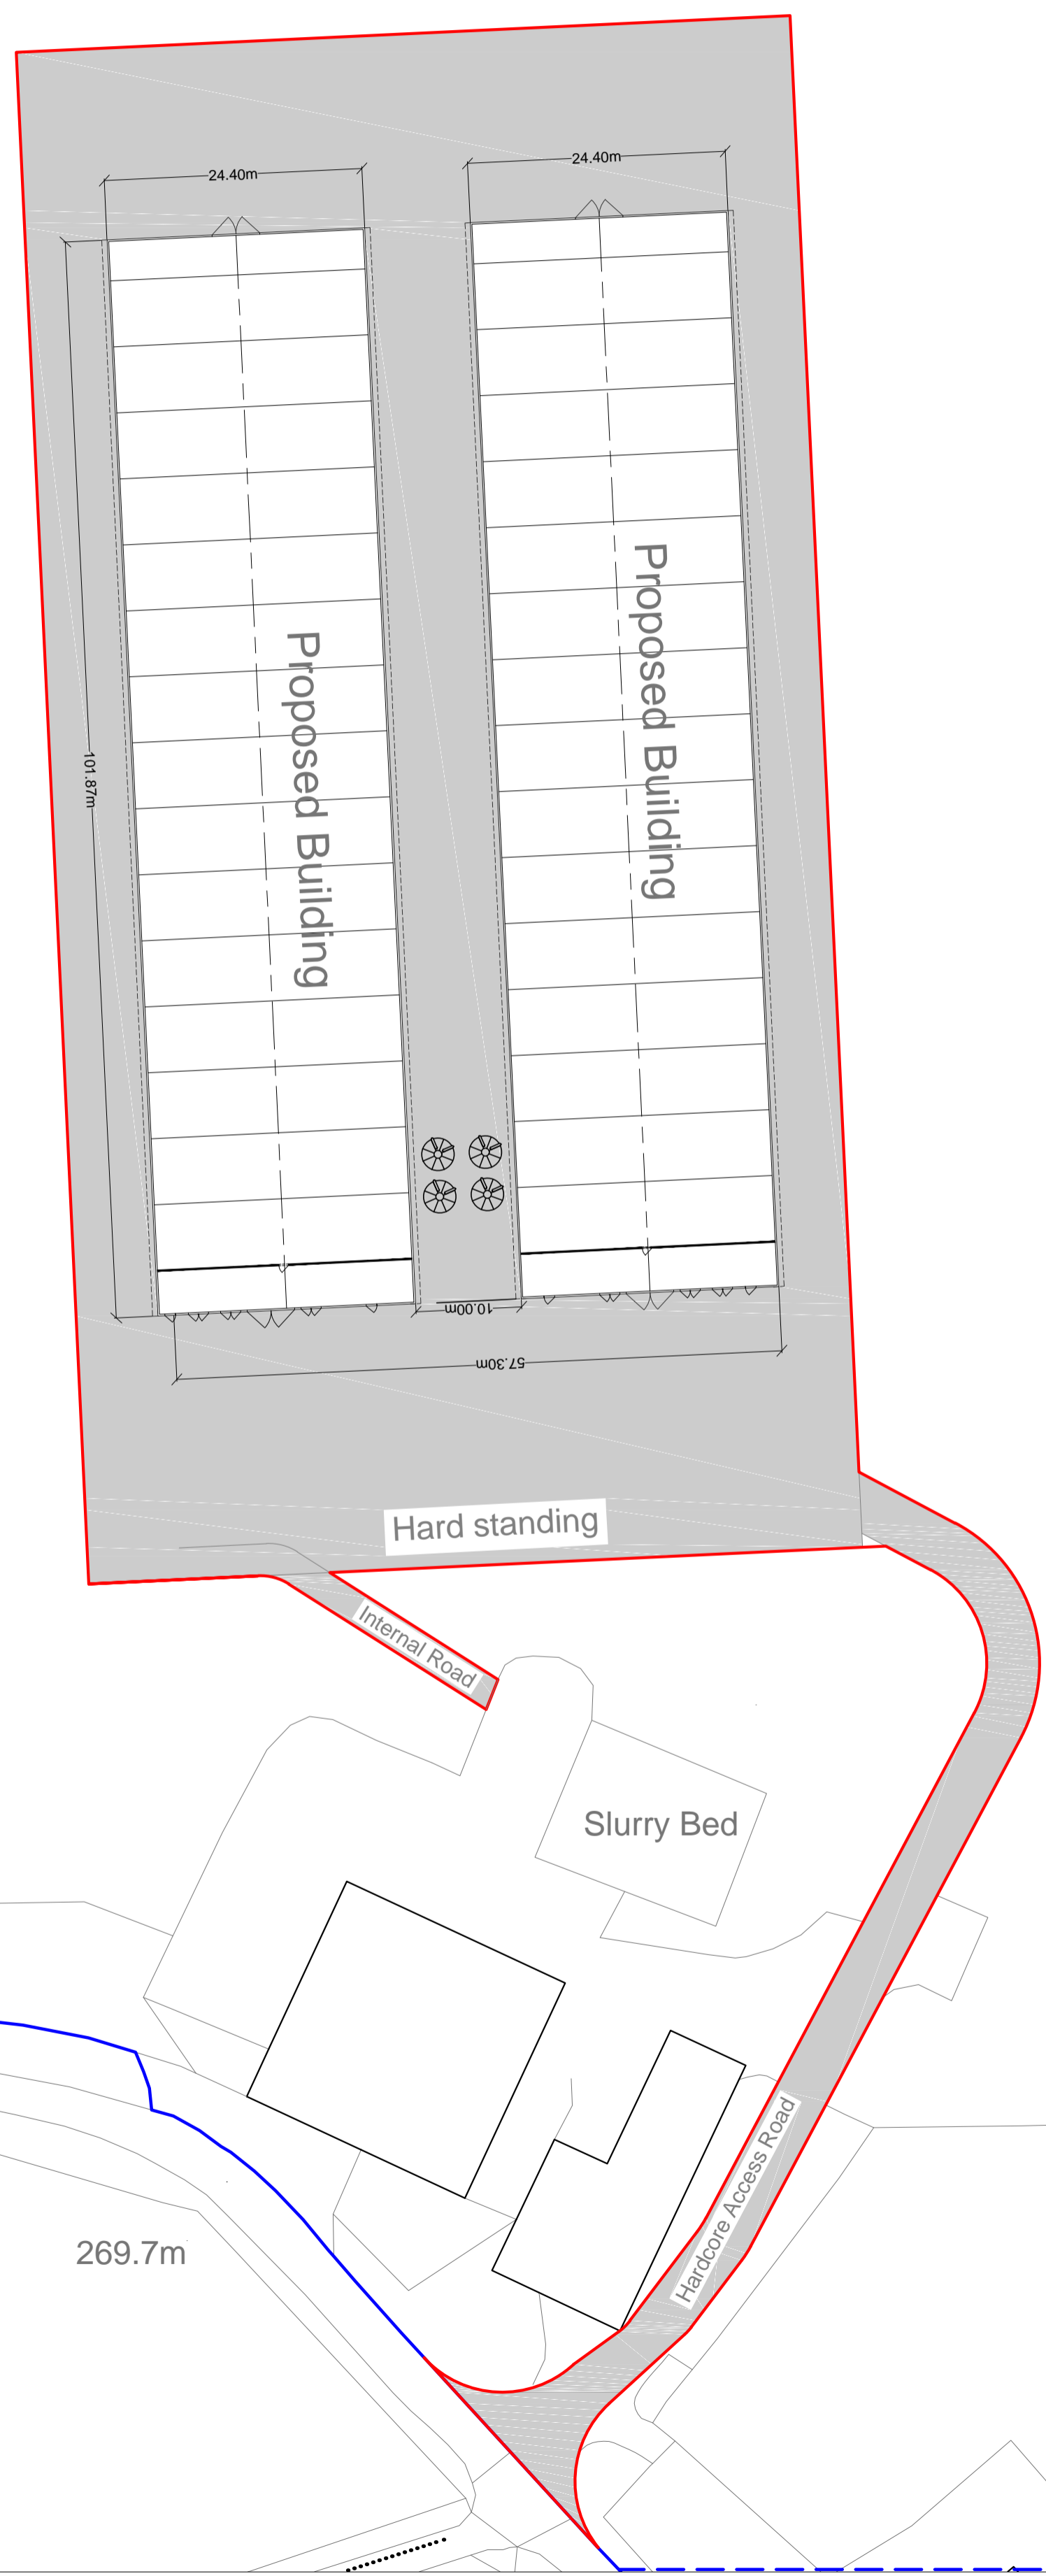 24.40m
24.40m
Proposed Building
Proposed Building
101.87m
10.00m
57.30m
Hard standing
Internal Road
Slurry Bed
Hardcore Access Road
269.7m